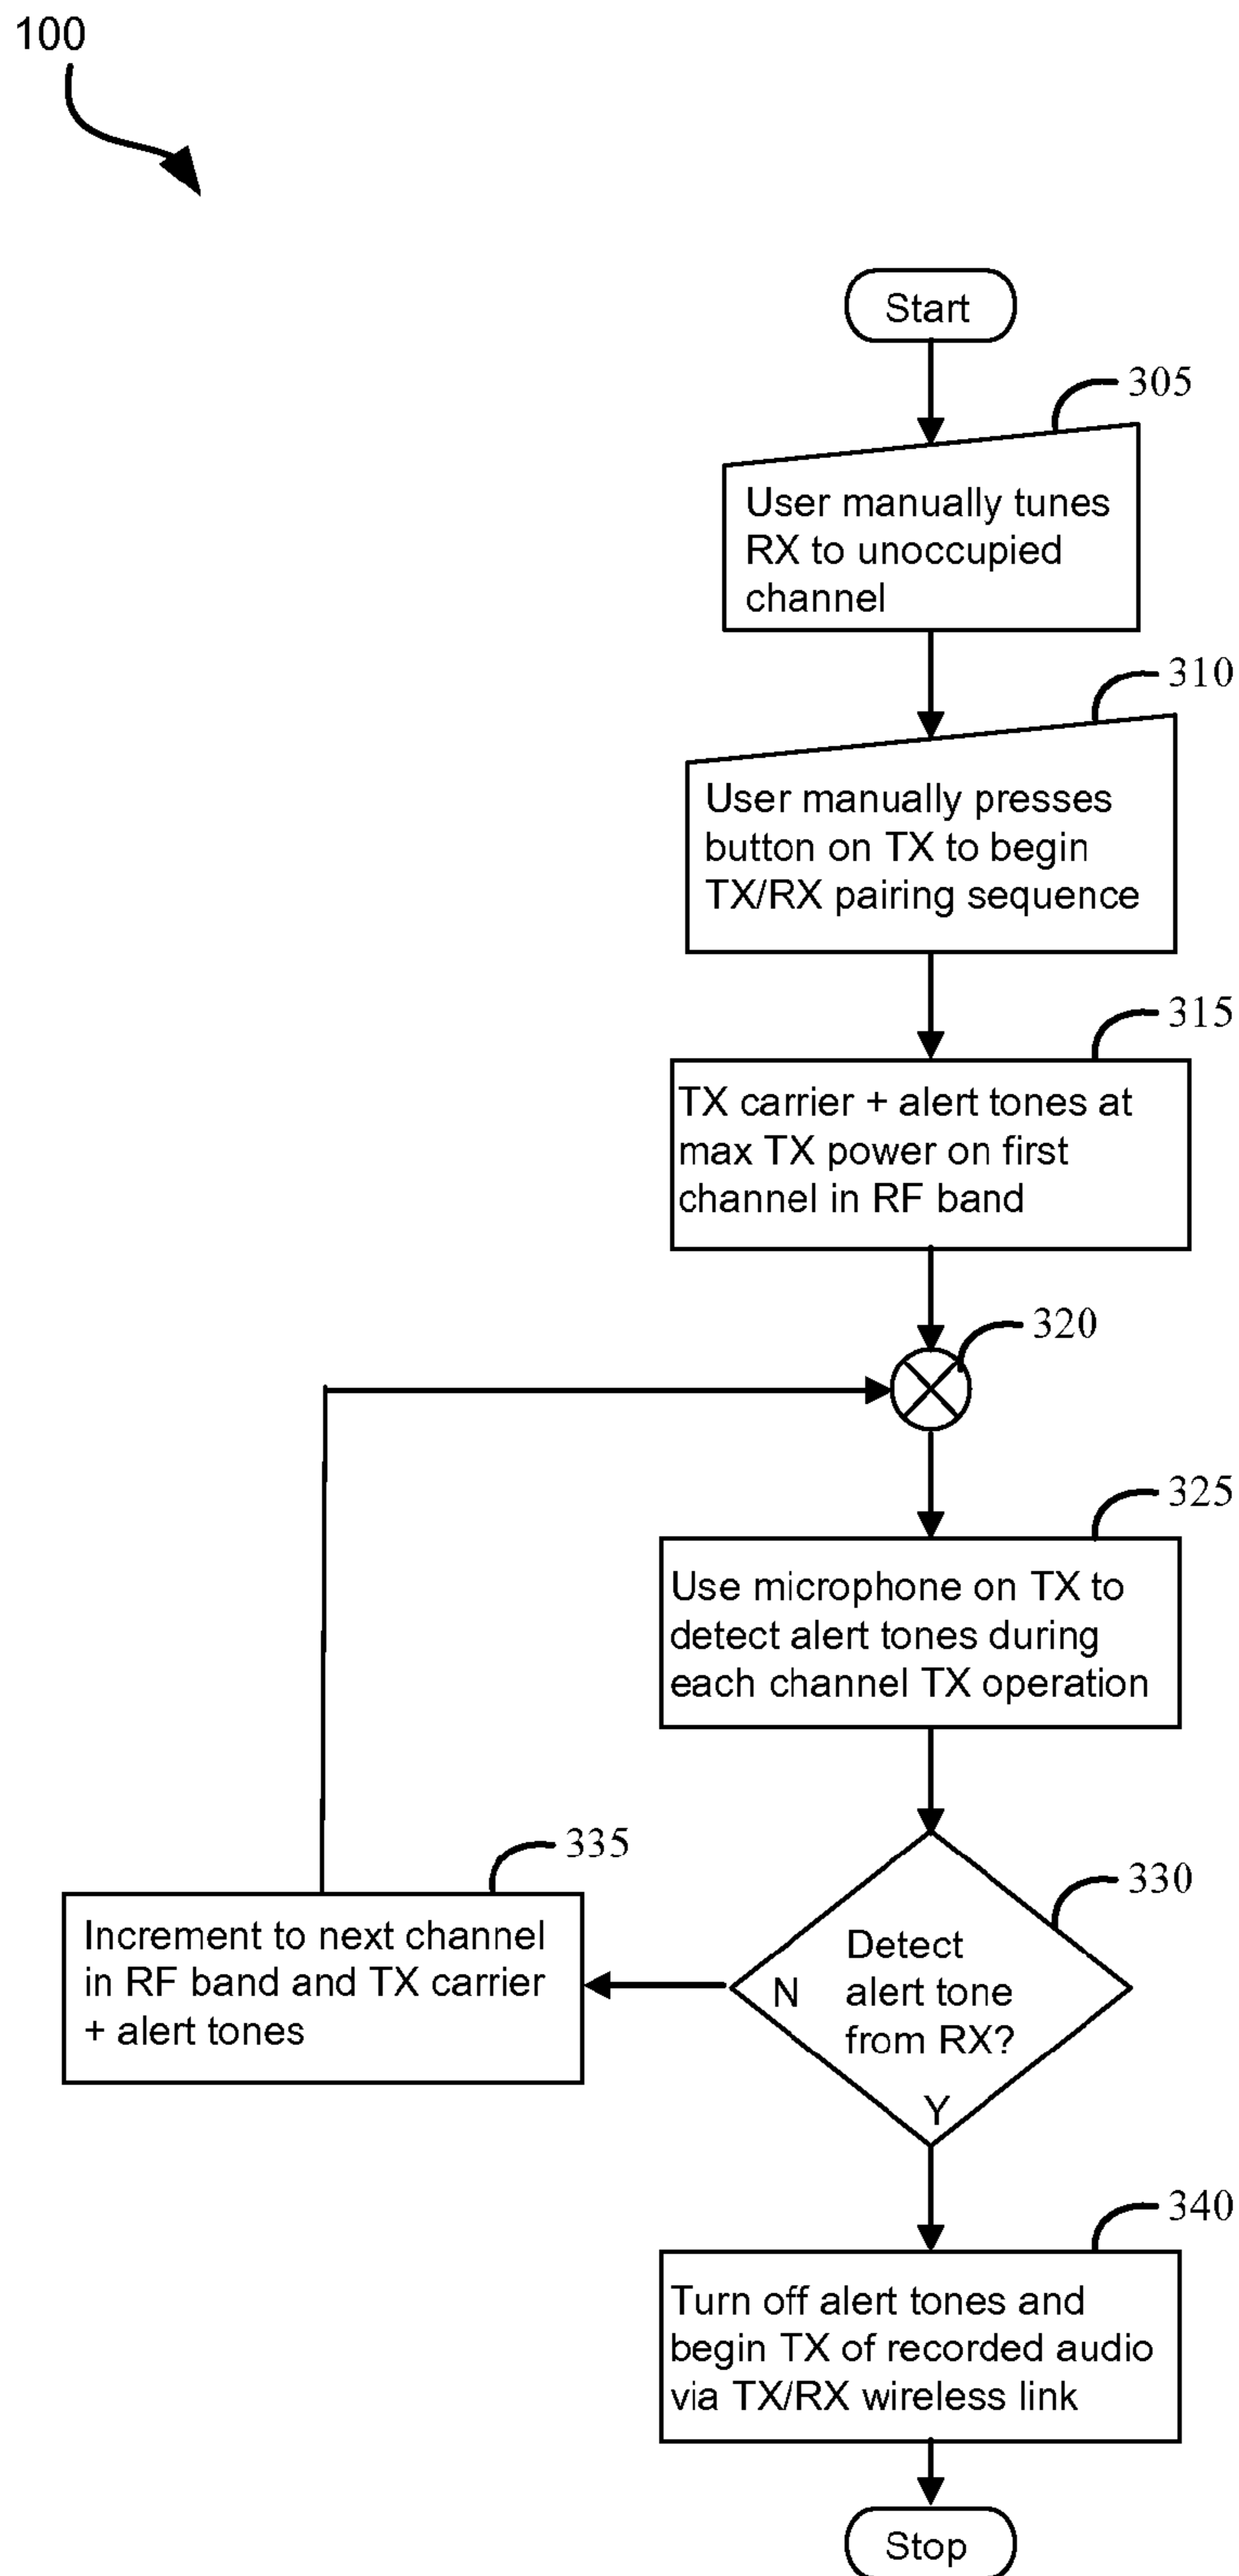 100
Start
305
User manually tunes
RX to unoccupied
channel
310
User manually presses
button on TX to begin
TX/RX pairing sequence
315
TX carrier + alert tones at
max TX power on first
channel in RF band
320
325
Use microphone on TX to
detect alert tones during
each channel TX operation
335
Increment to next channel
in RF band and TX carrier
+ alert tones
330
Detect
alert tone
from RX?
N
Y
340
Turn off alert tones and
begin TX of recorded audio
via TX/RX wireless link
Stop